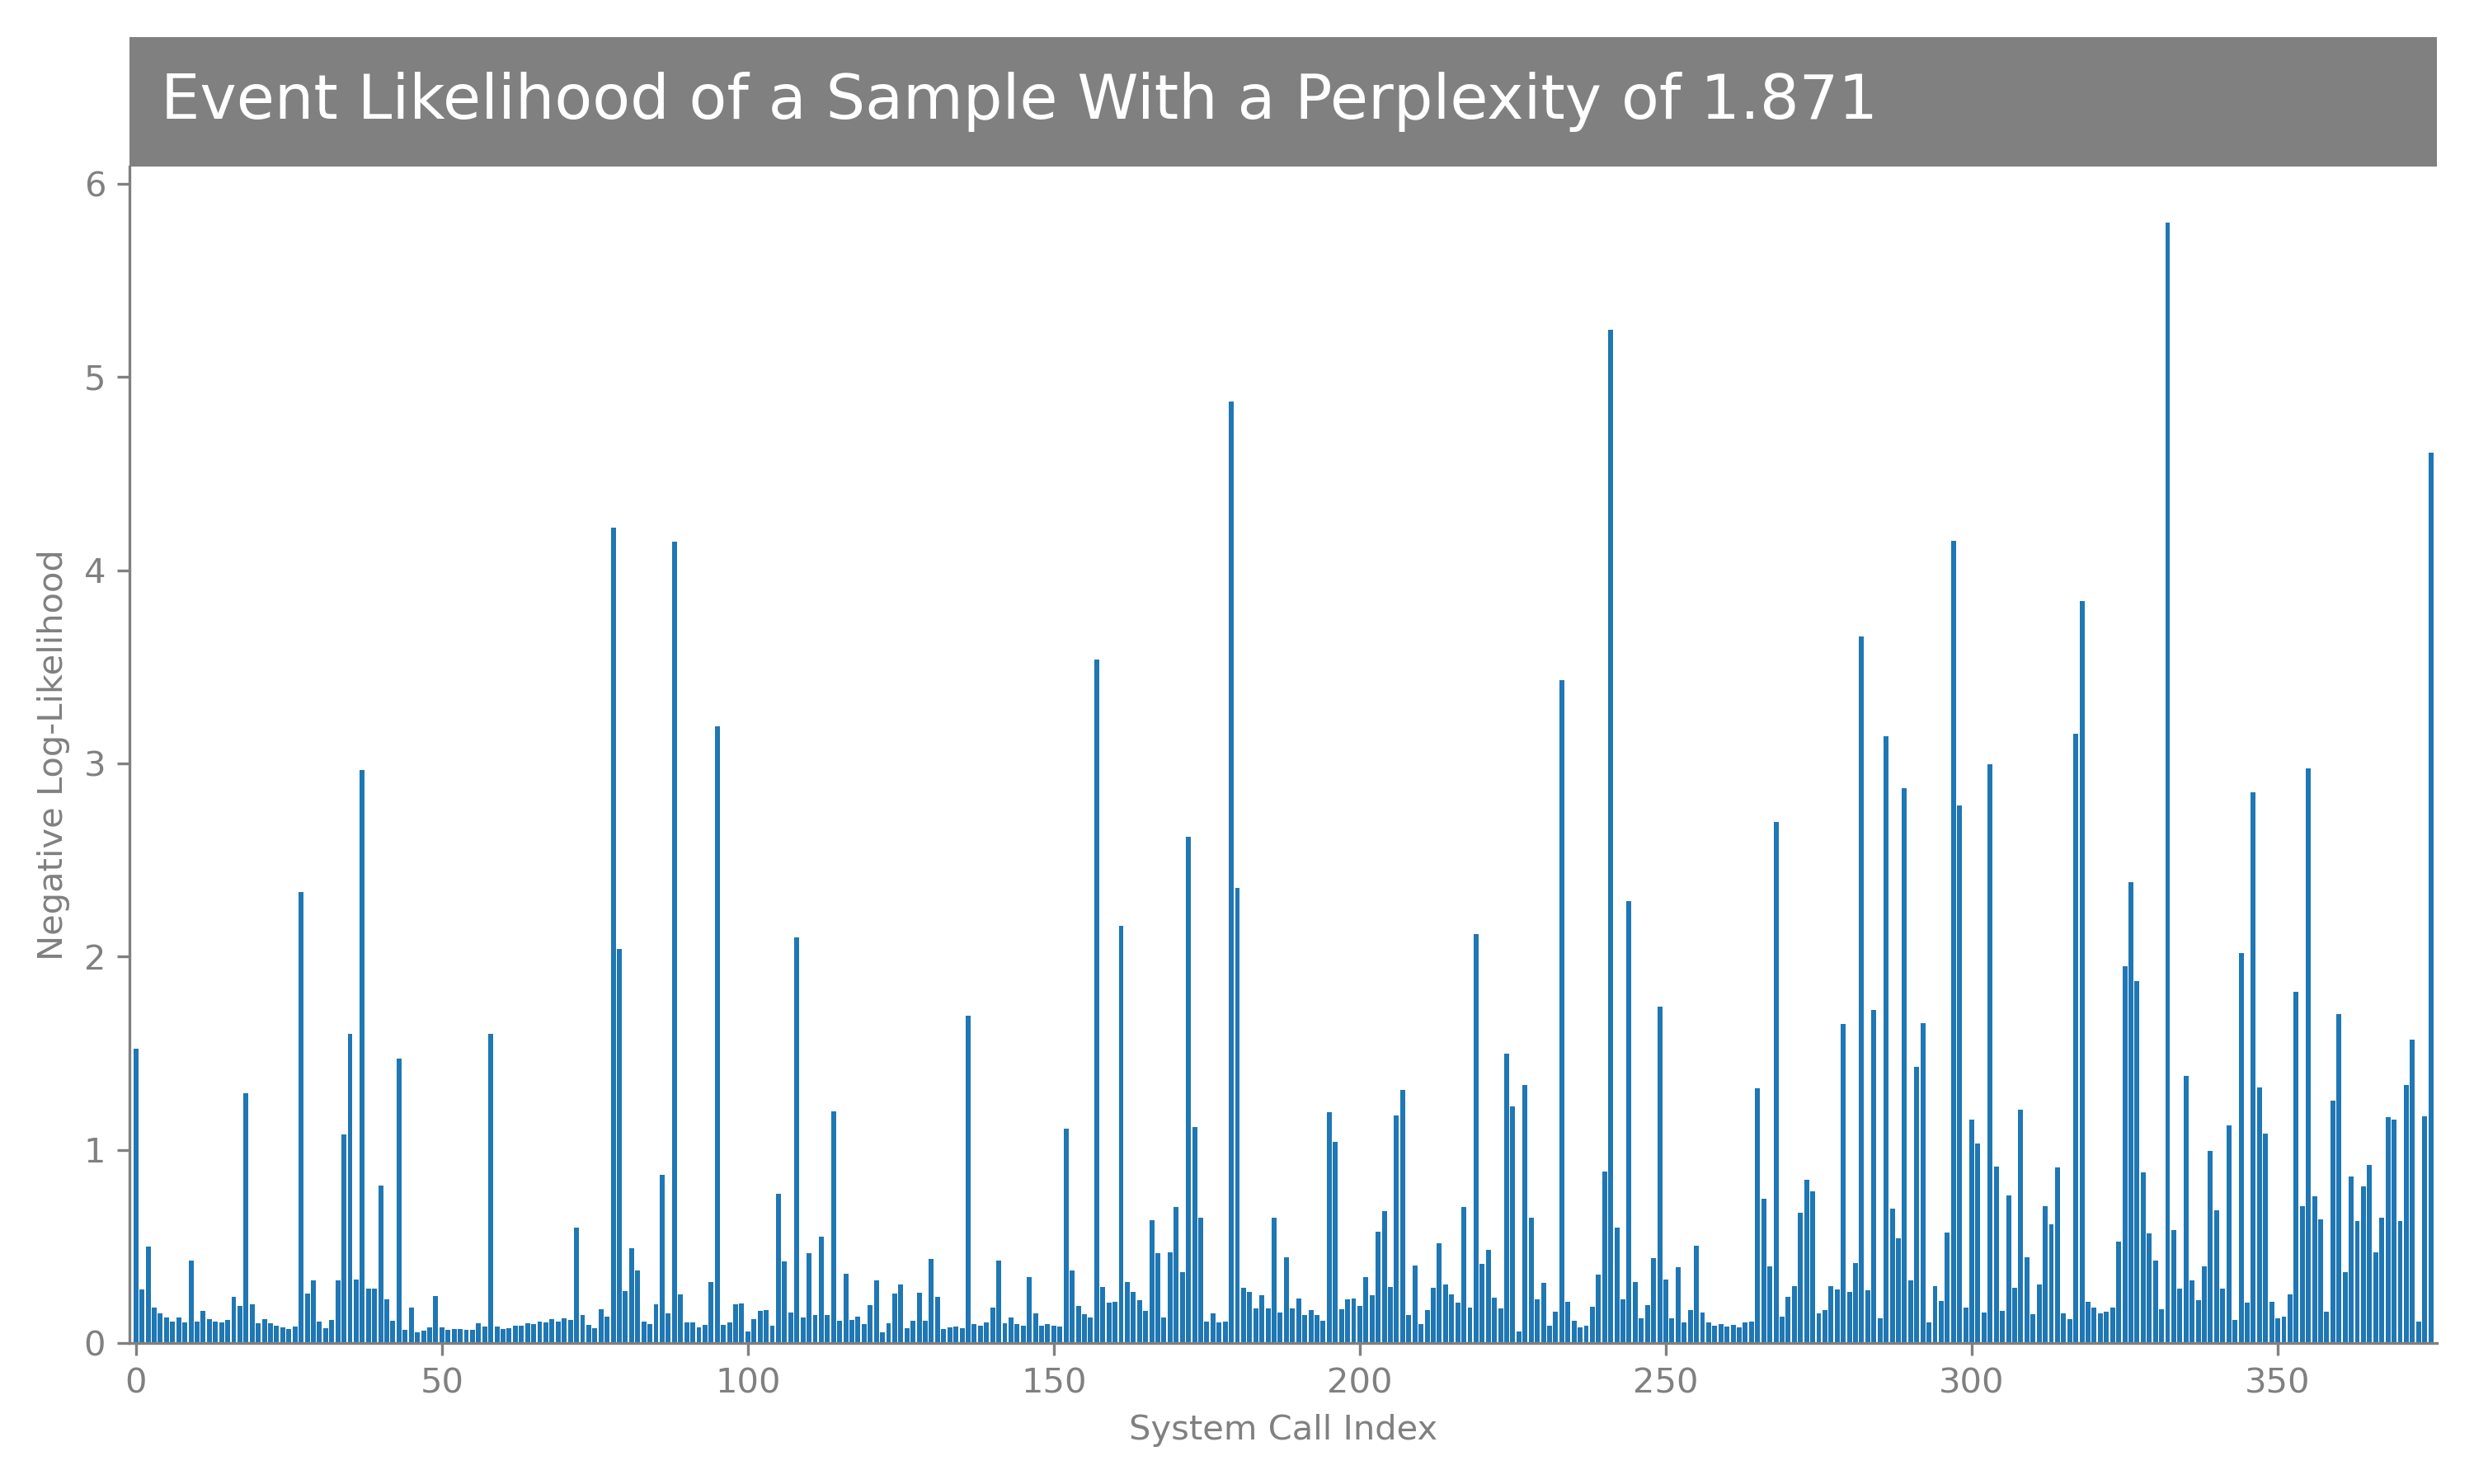 Event Likelihood of a Sample With a Perplexity of 1.871
6
5
4
3
2
1
0
Negative Log-Likelihood
0 50 100 150 200 250 300 350
System Call Index